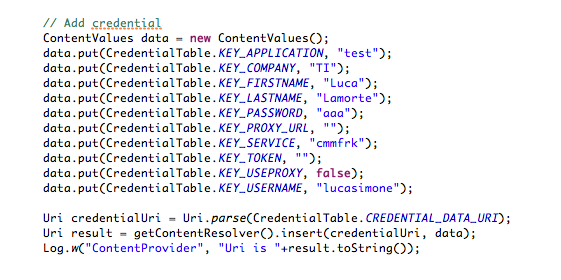 // Add credential
ContentValues data = new ContentValues();
data.put(CredentialTable.KEY_APPLICATION, "test");
data.put(CredentialTable.KEY_COMPANY, "TI");
data.put(CredentialTable.KEY_FIRSTNAME, "Luca");
data.put(CredentialTable.KEY_LASTNAME, "Lamorte");
data.put(CredentialTable.KEY_PASSWORD, "aaa");
data.put(CredentialTable.KEY_PROXY_URL, "");
data.put(CredentialTable.KEY_SERVICE, "cmmfrk");
data.put(CredentialTable.KEY_TOKEN, "");
data.put(CredentialTable.KEY_USEPROXY, false);
data.put(CredentialTable.KEY_USERNAME, "lucasimone");
Uri credentialUri = Uri.parse(CredentialTable.CREDENTIAL_DATA_URI);
Uri result = getContentResolver().insert(credentialUri, data);
Log.w("ContentProvider", "Uri is "+result.toString());